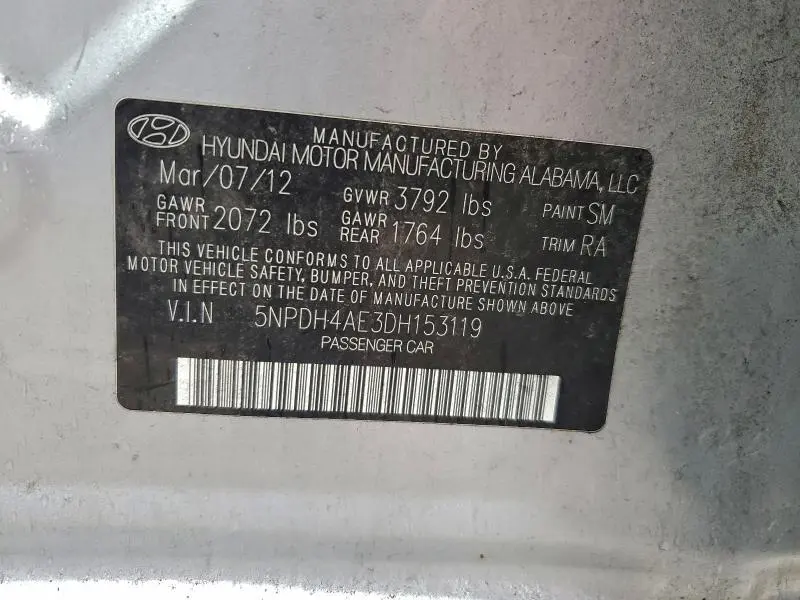 MANUFACTURED BY
HYUNDAI MOTOR MANUFACTURING ALABAMA, LLC
Mar/07/12 GVWR 3792 lbs PAINT SM
GAWR FRONT 2072 lbs GAWR REAR 1764 lbs TRIM RA
THIS VEHICLE CONFORMS TO ALL APPLICABLE U.S.A. FEDERAL
MOTOR VEHICLE SAFETY, BUMPER, AND THEFT PREVENTION STANDARDS
IN EFFECT ON THE DATE OF MANUFACTURE SHOWN ABOVE
V.I.N 5NPDH4AE3DH153119
PASSENGER CAR